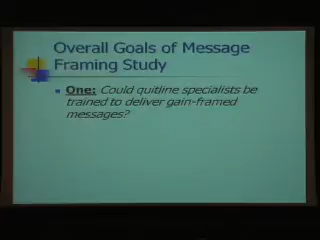 Overall Goals of Message
Framing Study
One: Could quitline specialists be
trained to deliver gain-framed
messages?